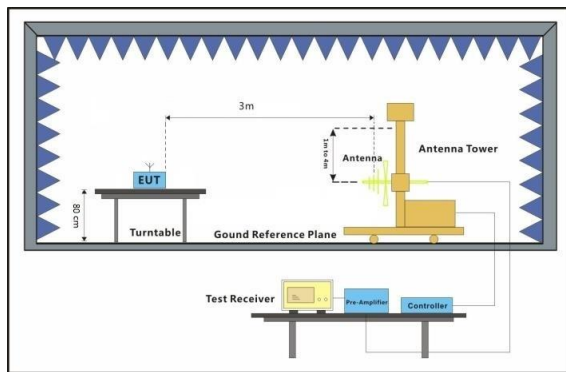 3m
1m to 4m
Antenna
Antenna Tower
EUT
80 cm
Turntable
Gound Reference Plane
Test Receiver
Pre-Amplifier
Controller